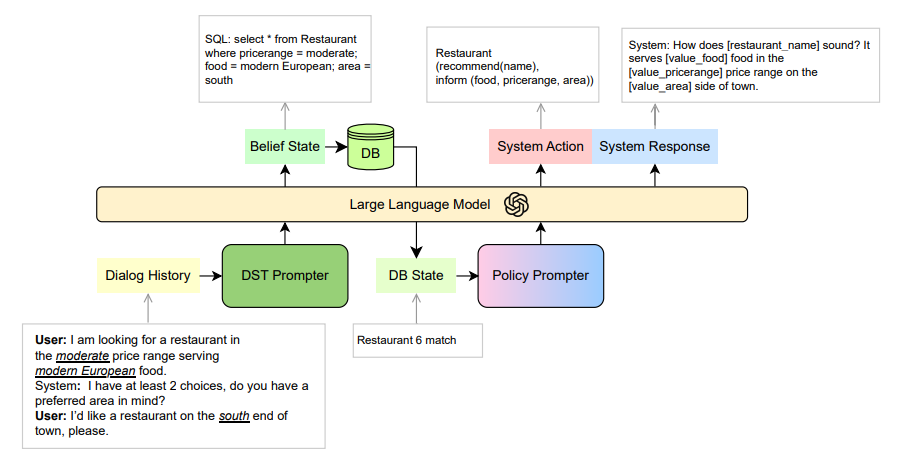 SQL: select * from Restaurant
where pricerange = moderate;
food = modern European; area =
south
Restaurant
(recommend(name),
inform (food, pricerange, area))
System: How does [restaurant_name] sound? It
serves [value_food] food in the
[value_pricerange] price range on the
[value_area] side of town.
Belief State
DB
System Action
System Response
Large Language Model
Dialog History
DST Prompter
DB State
Policy Prompter
User: I am looking for a restaurant in
the moderate price range serving
modern European food.
System: I have at least 2 choices, do you have a
preferred area in mind?
User: I'd like a restaurant on the south end of
town, please.
Restaurant 6 match